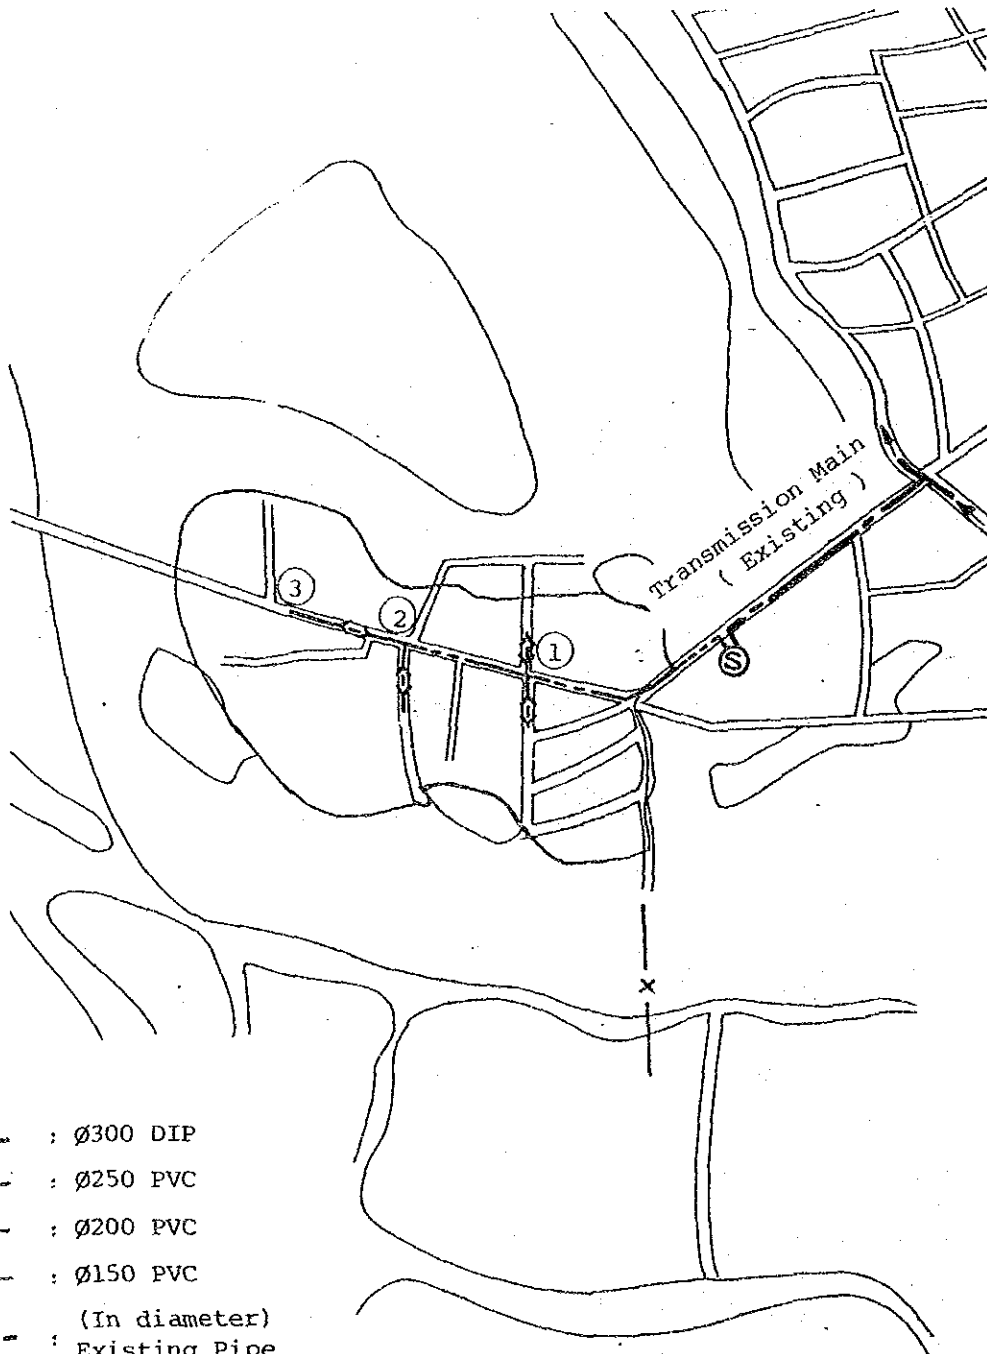 Transmission Main
( Existing )
3
2
1
S
x
: Ø300 DIP
: Ø250 PVC
: Ø200 PVC
: Ø150 PVC
(In diameter)
: Existing Pipe